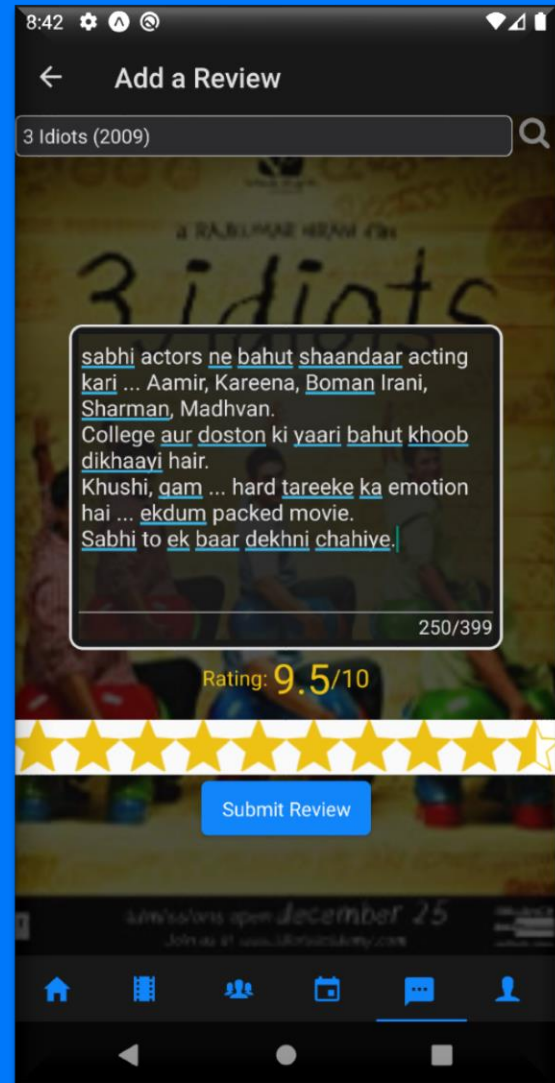 8:42
Add a Review
3 Idiots (2009)
a RAJKUMAR HIRANI film
3 idiots
sabhi actors ne bahut shaandaar acting
kari ... Aamir, Kareena, Boman Irani,
Sharman, Madhvan.
College aur doston ki yaari bahut khoob
dikhaayi hair.
Khushi, gam ... hard tareeke ka emotion
hai ... ekdum packed movie.
Sabhi to ek baar dekhni chahiye.
250/399
Rating: 9.5/10
Submit Review
admissions open december 25